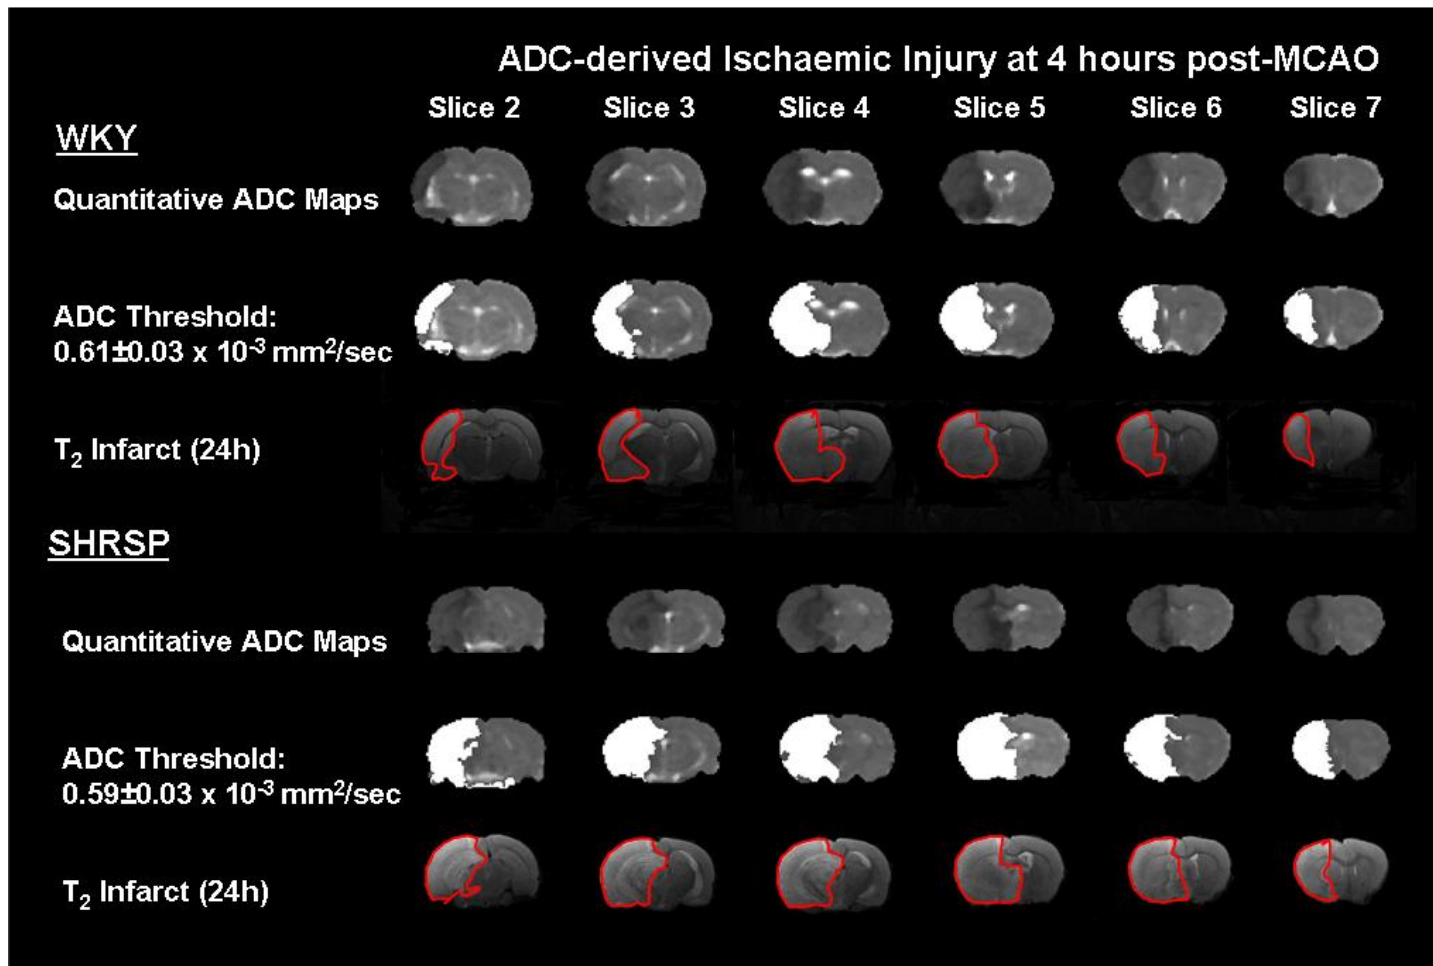 ADC-derived Ischaemic Injury at 4 hours post-MCAO
Slice 2 Slice 3 Slice 4 Slice 5 Slice 6 Slice 7
WKY
Quantitative ADC Maps
ADC Threshold:
0.61±0.03 x 10⁻³ mm²/sec
T₂ Infarct (24h)
SHRSP
Quantitative ADC Maps
ADC Threshold:
0.59±0.03 x 10⁻³ mm²/sec
T₂ Infarct (24h)